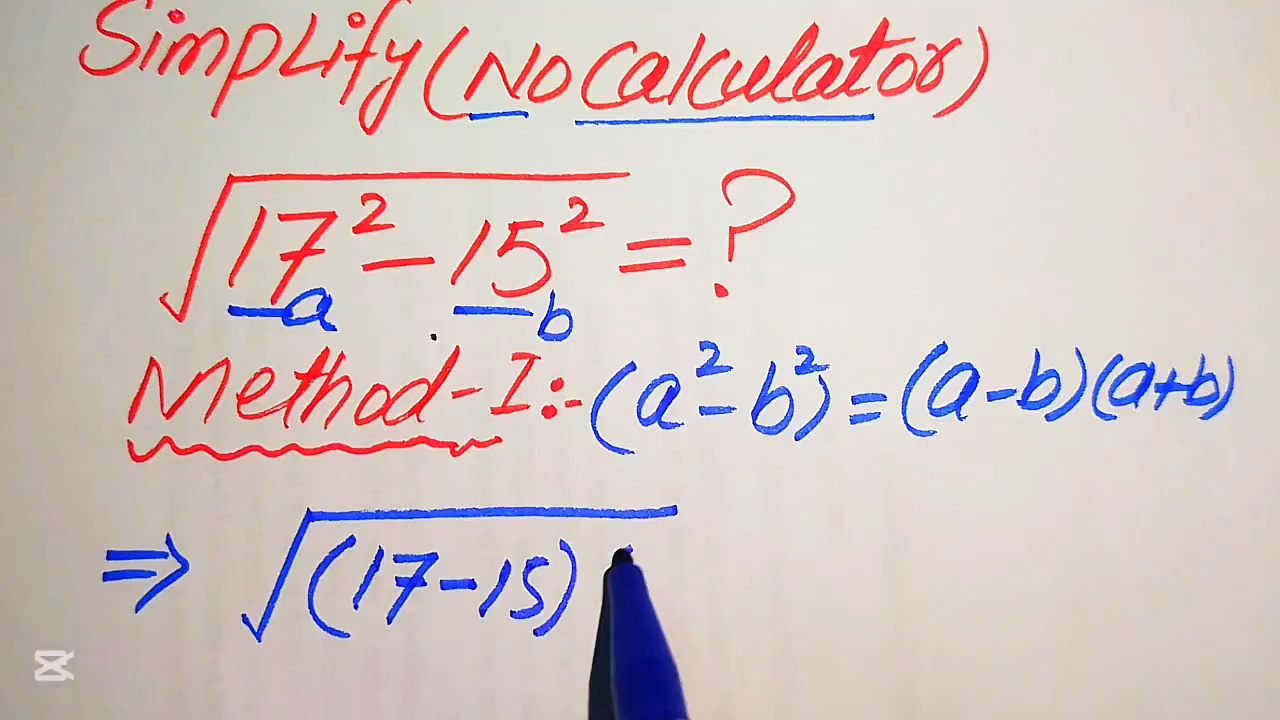 Simplify (No Calculator)
√17² - 15² = ?
a b
Method-I:- (a² - b²) = (a-b)(a+b)
⇒ √(17-15)